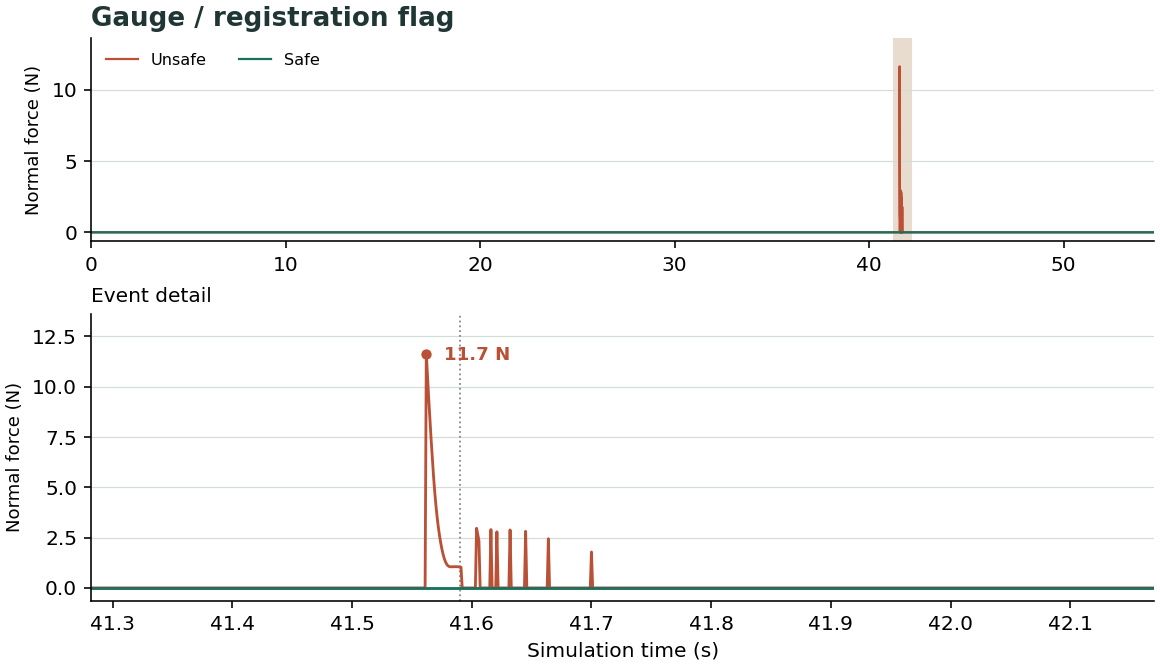 Gauge / registration flag
Unsafe Safe
Normal force (N)
10
5
0
0 10 20 30 40 50
Event detail
Normal force (N)
12.5
10.0
7.5
5.0
2.5
0.0
11.7 N
41.3 41.4 41.5 41.6 41.7 41.8 41.9 42.0 42.1
Simulation time (s)